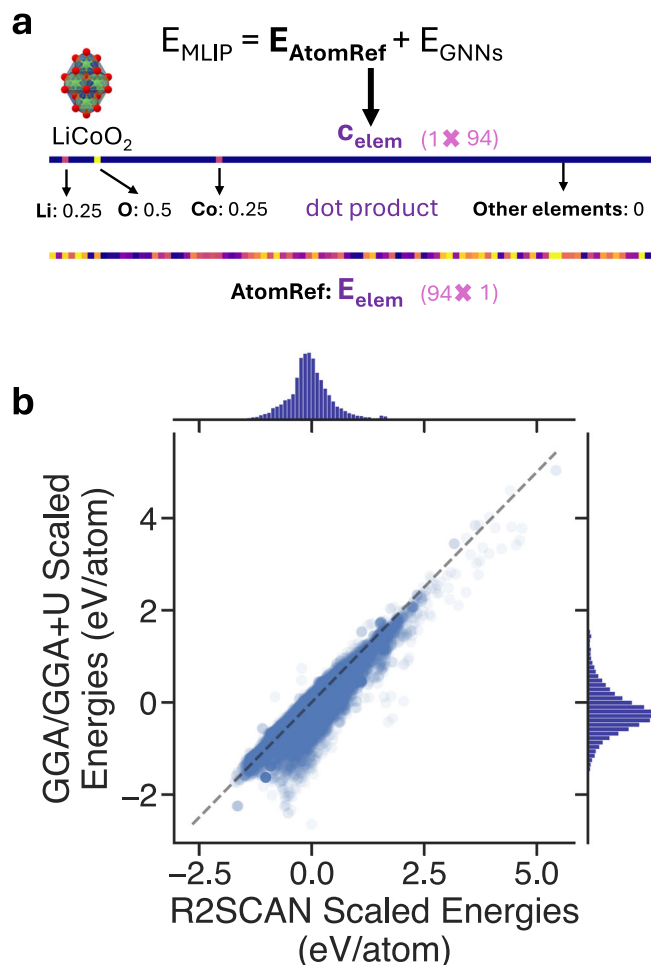 a
E_MLIP = E_AtomRef + E_GNNs
LiCoO₂
c_elem (1 ✖ 94)
Li: 0.25 O: 0.5 Co: 0.25 dot product Other elements: 0
AtomRef: E_elem (94 ✖ 1)
b
GGA/GGA+U Scaled
Energies (eV/atom)
4
2
0
−2
−2.5 0.0 2.5 5.0
R2SCAN Scaled Energies
(eV/atom)